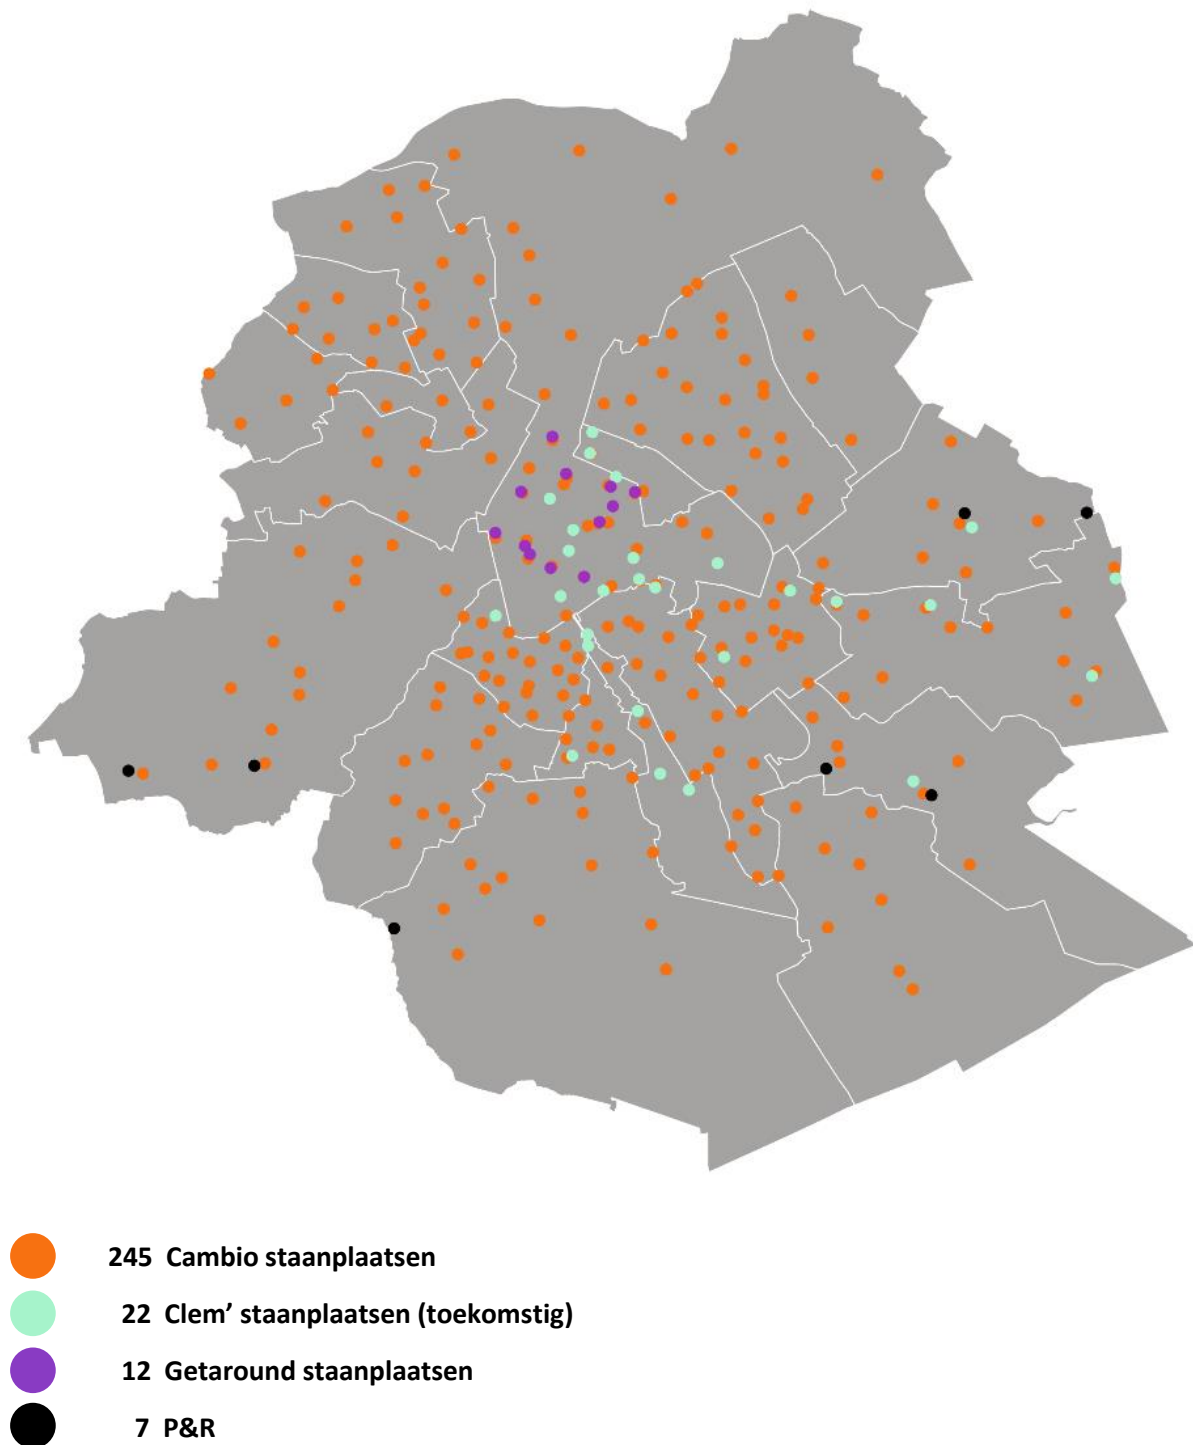 245 Cambio staanplaatsen
22 Clem’ staanplaatsen (toekomstig)
12 Getaround staanplaatsen
7 P&R